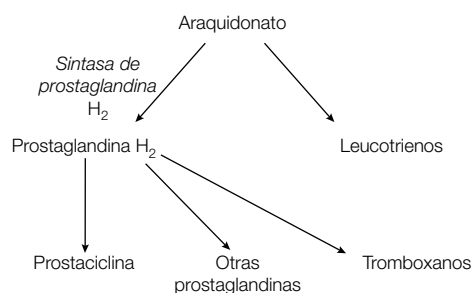 Araquidonato
Sintasa de
prostaglandina
H₂
Prostaglandina H₂
Leucotrienos
Prostaciclina
Otras
prostaglandinas
Tromboxanos